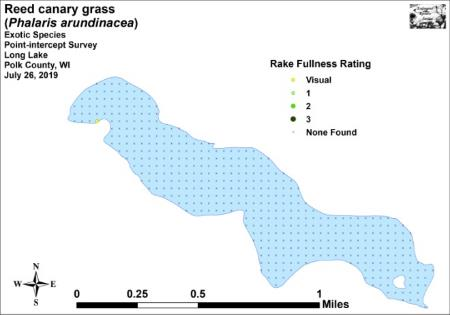 Reed canary grass
(Phalaris arundinacea)
Exotic Species
Point-intercept Survey
Long Lake
Polk County, WI
July 26, 2019
Rake Fullness Rating
Visual
1
2
3
None Found
N
W E
S
0 0.25 0.5 1
Miles